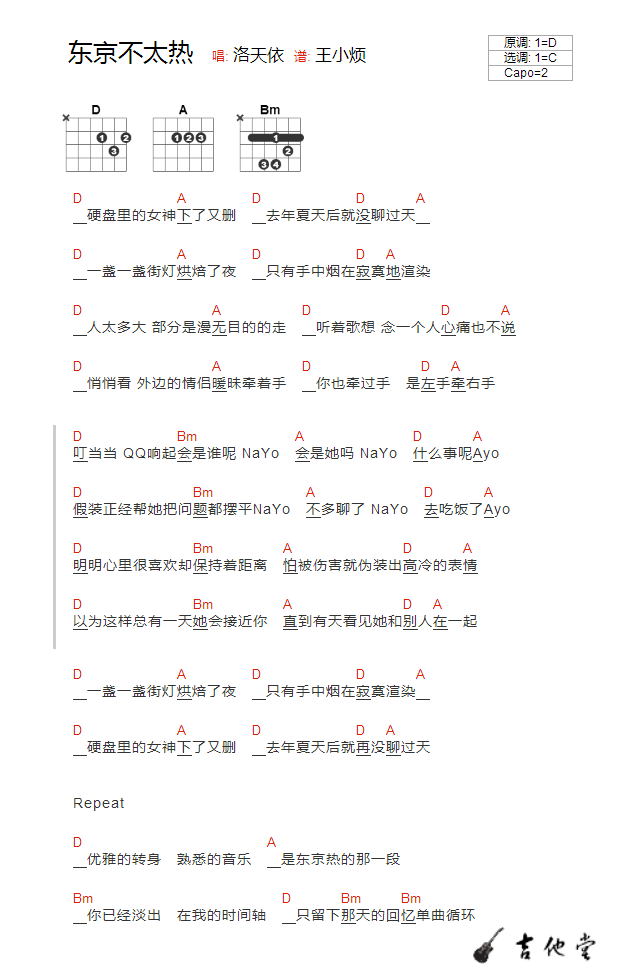 东京不太热 唱: 洛天依 谱: 王小烦
原调: 1=D
选调: 1=C
Capo=2
D A Bm
× ×
1 2 3 1 2 3 1 2 3 4
D A D D A
__硬盘里的女神下了又删 __去年夏天后就没聊过天__
D A D D A
__一盏一盏街灯烘焙了夜 __只有手中烟在寂寞地渲染
D A D D A
__人太多大 部分是漫无目的的走 __听着歌想 念一个人心痛也不说
D A D D A
__悄悄看 外边的情侣暖昧牵着手 __你也牵过手 是左手牵右手
D Bm A D A
叮当当 QQ响起会是谁呢 NaYo 会是她吗 NaYo 什么事呢Ayo
D Bm A D A
假装正经帮她把问题都摆平NaYo 不多聊了 NaYo 去吃饭了Ayo
D Bm A D A
明明心里很喜欢却保持着距离 怕被伤害就伪装出高冷的表情
D Bm A D A
以为这样总有一天她会接近你 直到有天看见她和别人在一起
D A D D A
__一盏一盏街灯烘焙了夜 __只有手中烟在寂寞渲染__
D A D D A
__硬盘里的女神下了又删 __去年夏天后就再没聊过天
Repeat
D A
__优雅的转身 熟悉的音乐 __是东京热的那一段
Bm D Bm Bm
__你已经淡出 在我的时间轴 __只留下那天的回忆单曲循环
吉他堂